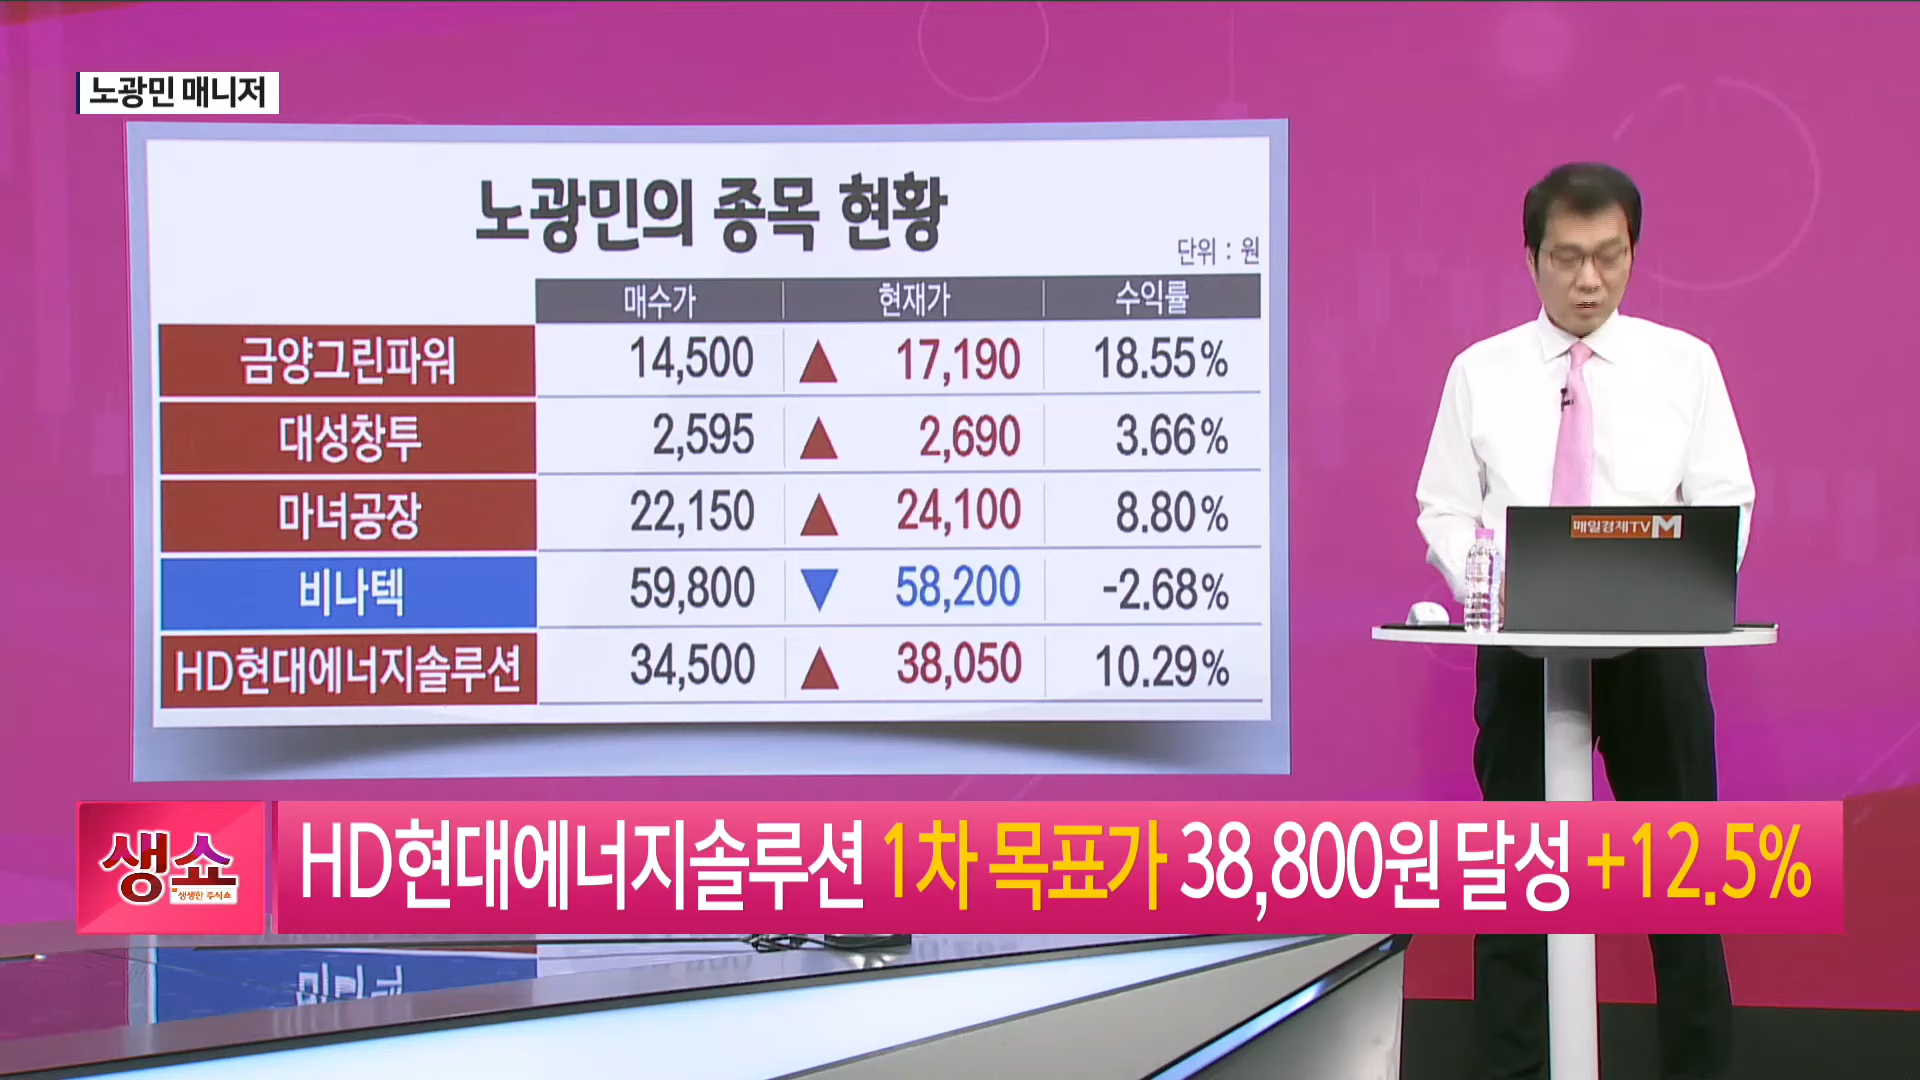 노광민 매니저
노광민의 종목 현황
단위 : 원
매수가 현재가 수익률
금양그린파워 14,500 ▲ 17,190 18.55%
대성창투 2,595 ▲ 2,690 3.66%
마녀공장 22,150 ▲ 24,100 8.80%
비나텍 59,800 ▼ 58,200 -2.68%
HD현대에너지솔루션 34,500 ▲ 38,050 10.29%
매일경제TV M
생쇼
생생한 주식쇼
HD현대에너지솔루션 1차 목표가 38,800원 달성 +12.5%